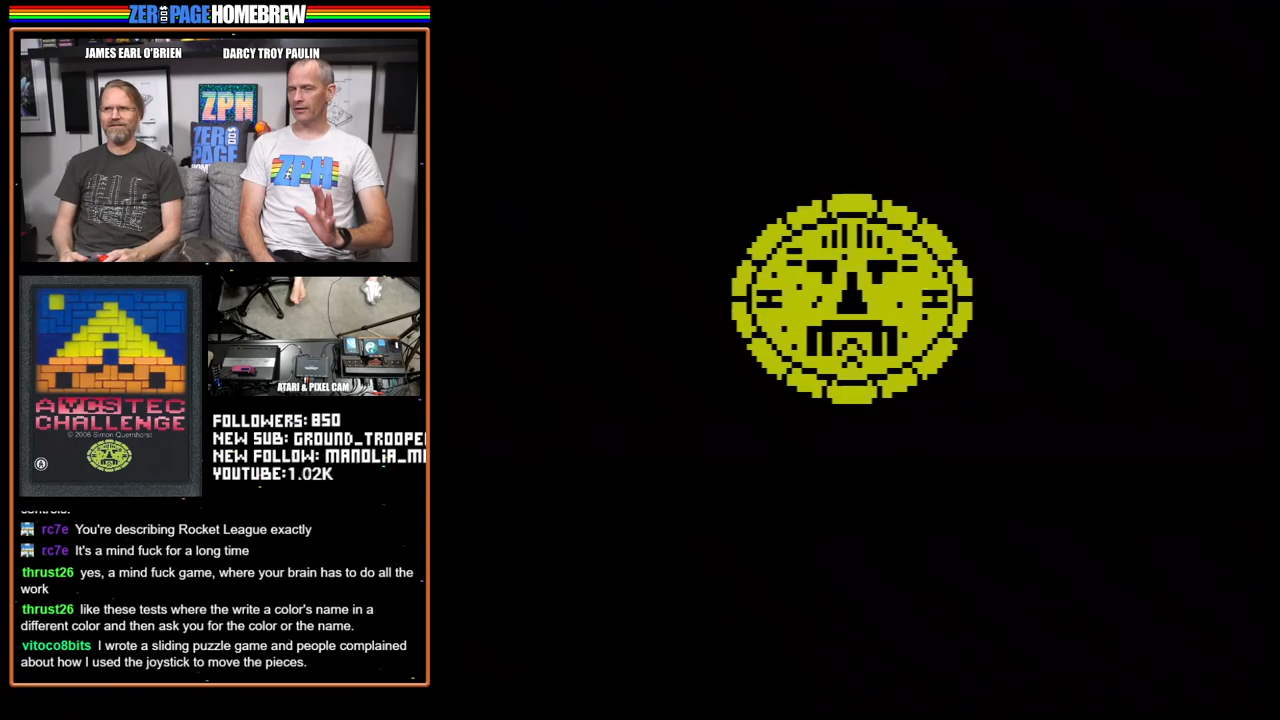 ZER PAGE HOMEBREW
JAMES EARL O'BRIEN
DARCY TROY PAULIN
ZPH
ZERO
PAGE
ZPH
AYCSTEC
CHALLENGE
© 2006 Simon Quernhorst
ATARI & PIXEL CAM
FOLLOWERS: 850
NEW SUB: GROUND_TROOPE
NEW FOLLOW: MANOLIA_M
YOUTUBE:1.02K
controls.
rc7e You're describing Rocket League exactly
rc7e It's a mind fuck for a long time
thrust26 yes, a mind fuck game, where your brain has to do all the
work
thrust26 like these tests where the write a color's name in a
different color and then ask you for the color or the name.
vitoco8bits I wrote a sliding puzzle game and people complained
about how I used the joystick to move the pieces.